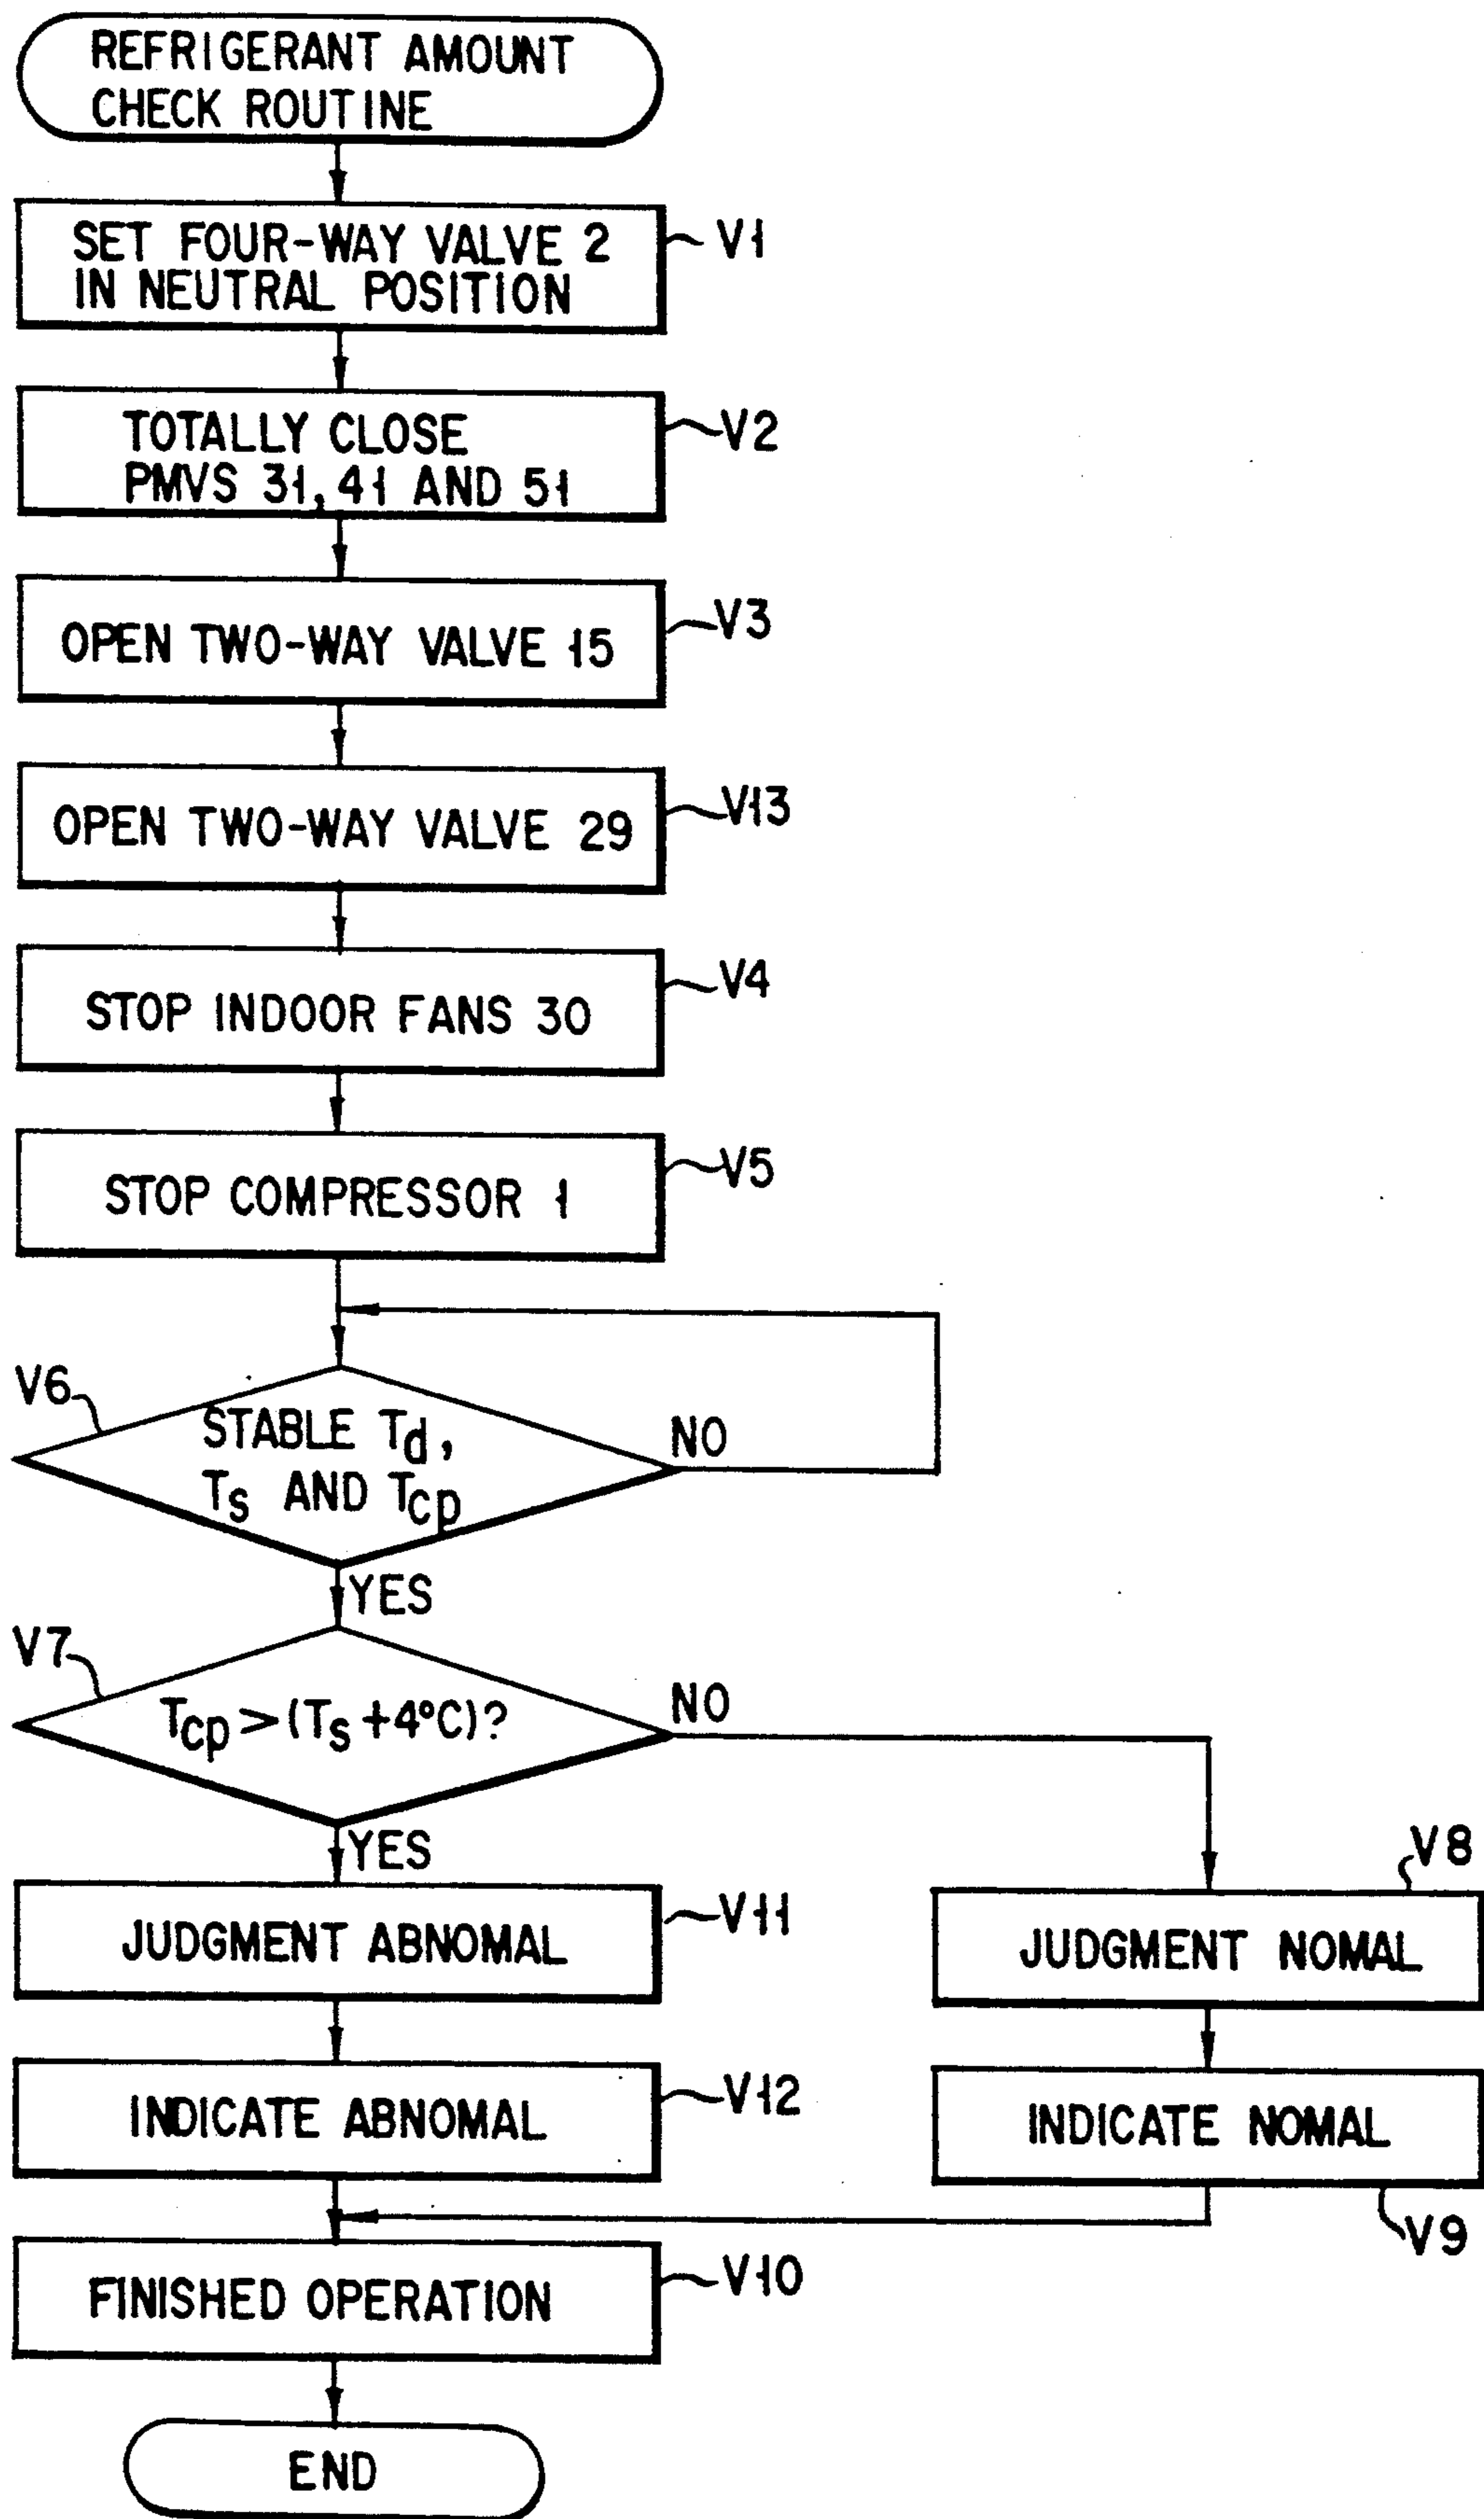 REFRIGERANT AMOUNT
CHECK ROUTINE
SET FOUR-WAY VALVE 2
IN NEUTRAL POSITION
V1
TOTALLY CLOSE
PMVS 31, 41 AND 51
V2
OPEN TWO-WAY VALVE 15
V3
OPEN TWO-WAY VALVE 29
V13
STOP INDOOR FANS 30
V4
STOP COMPRESSOR 1
V5
V6
STABLE Td,
Ts AND Tcp
NO
YES
V7
Tcp > (Ts +4°C)?
NO
YES
V8
JUDGMENT ABNOMAL
V11
JUDGMENT NOMAL
INDICATE ABNOMAL
V12
INDICATE NOMAL
V9
FINISHED OPERATION
V10
END